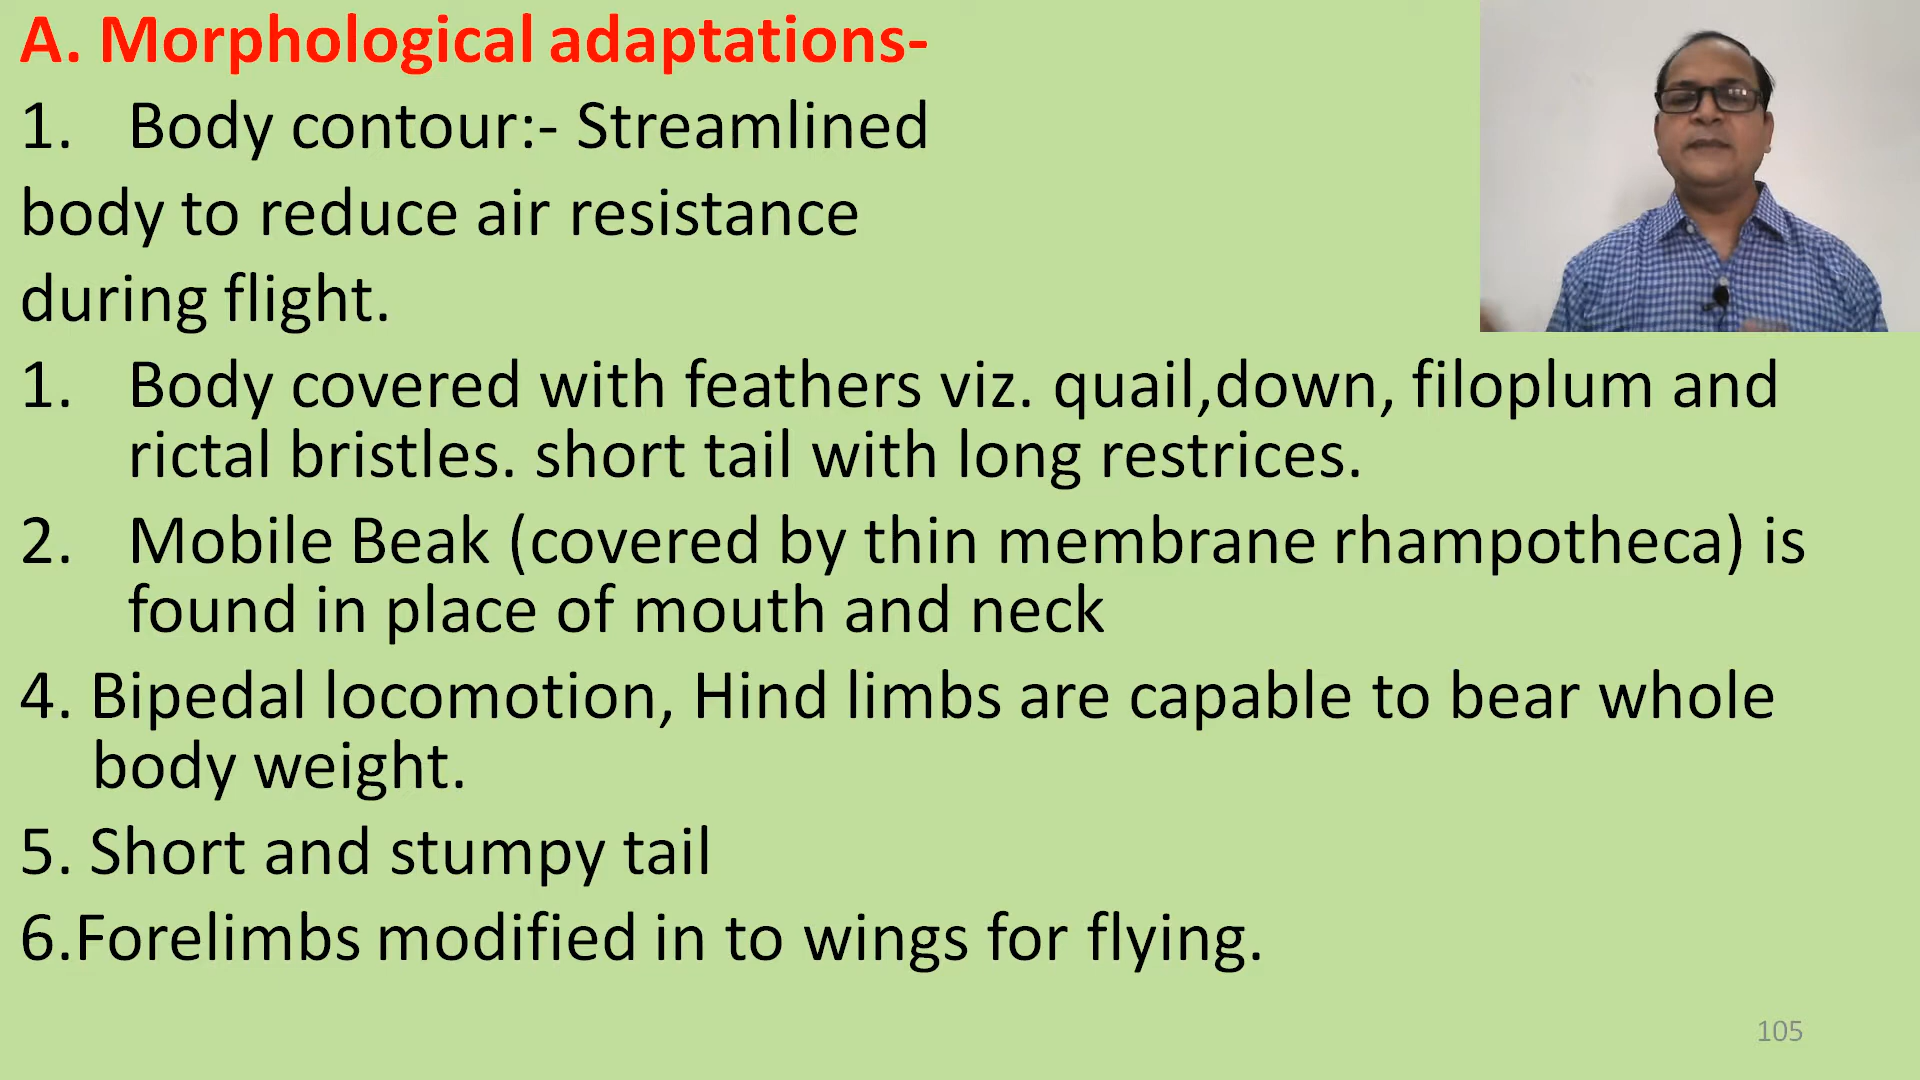 A. Morphological adaptations-
1. Body contour:- Streamlined
body to reduce air resistance
during flight.
1. Body covered with feathers viz. quail,down, filoplum and
rictal bristles. short tail with long restrices.
2. Mobile Beak (covered by thin membrane rhampotheca) is
found in place of mouth and neck
4. Bipedal locomotion, Hind limbs are capable to bear whole
body weight.
5. Short and stumpy tail
6.Forelimbs modified in to wings for flying.
105